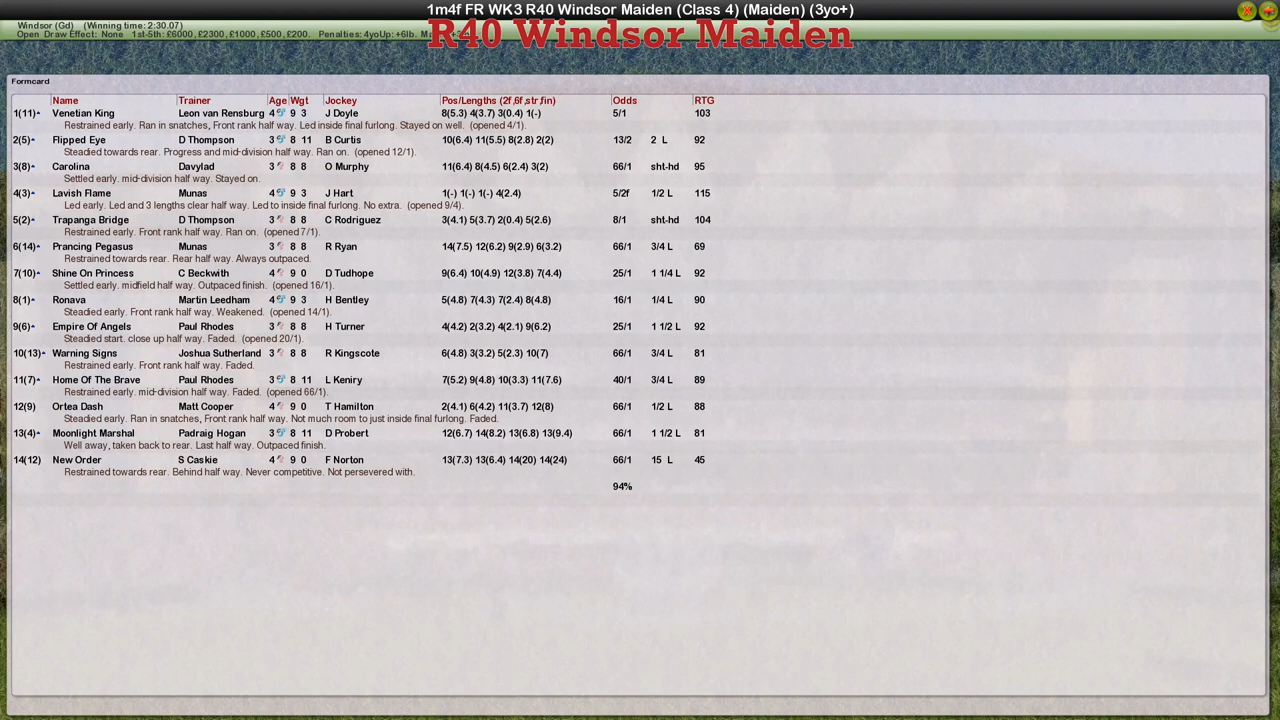 1m4f FR WK3 R40 Windsor Maiden (Class 4) (Maiden) (3yo+)
Windsor (Gd) (Winning time: 2:30.07)
Open Draw Effect: None 1st-5th: £6000, £2300, £1000, £500, £200. Penalties: 4yoUp: +6lb.
R40 Windsor Maiden
Formcard
Name Trainer Age Wgt Jockey Pos/Lengths (2f,6f,str,fin) Odds RTG
1(11) Venetian King Leon van Rensburg 4 9 3 J Doyle 8(5.3) 4(3.7) 3(0.4) 1(-) 5/1 103
Restrained early. Ran in snatches, Front rank half way. Led inside final furlong. Stayed on well. (opened 4/1).
2(5) Flipped Eye D Thompson 3 8 11 B Curtis 10(6.4) 11(5.5) 8(2.8) 2(2) 13/2 2 L 92
Steadied towards rear. Progress and mid-division half way. Ran on. (opened 12/1).
3(8) Carolina Davylad 3 8 8 O Murphy 11(6.4) 8(4.5) 6(2.4) 3(2) 66/1 sht-hd 95
Settled early. mid-division half way. Stayed on.
4(3) Lavish Flame Munas 4 9 3 J Hart 1(-) 1(-) 1(-) 4(2.4) 5/2f 1/2 L 115
Led early. Led and 3 lengths clear half way. Led to inside final furlong. No extra. (opened 9/4).
5(2) Trapanga Bridge D Thompson 3 8 8 C Rodriguez 3(4.1) 5(3.7) 2(0.4) 5(2.6) 8/1 sht-hd 104
Restrained early. Front rank half way. Ran on. (opened 7/1).
6(14) Prancing Pegasus Munas 3 8 8 R Ryan 14(7.5) 12(6.2) 9(2.9) 6(3.2) 66/1 3/4 L 69
Restrained towards rear. Rear half way. Always outpaced.
7(10) Shine On Princess C Beckwith 4 9 0 D Tudhope 9(6.4) 10(4.9) 12(3.8) 7(4.4) 25/1 1 1/4 L 92
Settled early. midfield half way. Outpaced finish. (opened 16/1).
8(1) Ronava Martin Leedham 4 9 3 H Bentley 5(4.8) 7(4.3) 7(2.4) 8(4.8) 16/1 1/4 L 90
Steadied early. Front rank half way. Weakened. (opened 14/1).
9(6) Empire Of Angels Paul Rhodes 3 8 8 H Turner 4(4.2) 2(3.2) 4(2.1) 9(6.2) 25/1 1 1/2 L 92
Steadied start. close up half way. Faded. (opened 20/1).
10(13) Warning Signs Joshua Sutherland 3 8 8 R Kingscote 6(4.8) 3(3.2) 5(2.3) 10(7) 66/1 3/4 L 81
Restrained early. Front rank half way. Faded.
11(7) Home Of The Brave Paul Rhodes 3 8 11 L Keniry 7(5.2) 9(4.8) 10(3.3) 11(7.6) 40/1 3/4 L 89
Restrained early. mid-division half way. Faded. (opened 66/1).
12(9) Ortea Dash Matt Cooper 4 9 0 T Hamilton 2(4.1) 6(4.2) 11(3.7) 12(8) 66/1 1/2 L 88
Steadied early. Ran in snatches, Front rank half way. Not much room to just inside final furlong. Faded.
13(4) Moonlight Marshal Padraig Hogan 3 8 11 D Probert 12(6.7) 14(8.2) 13(6.8) 13(9.4) 66/1 1 1/2 L 81
Well away, taken back to rear. Last half way. Outpaced finish.
14(12) New Order S Caskie 4 9 0 F Norton 13(7.3) 13(6.4) 14(20) 14(24) 66/1 15 L 45
Restrained towards rear. Behind half way. Never competitive. Not persevered with.
94%